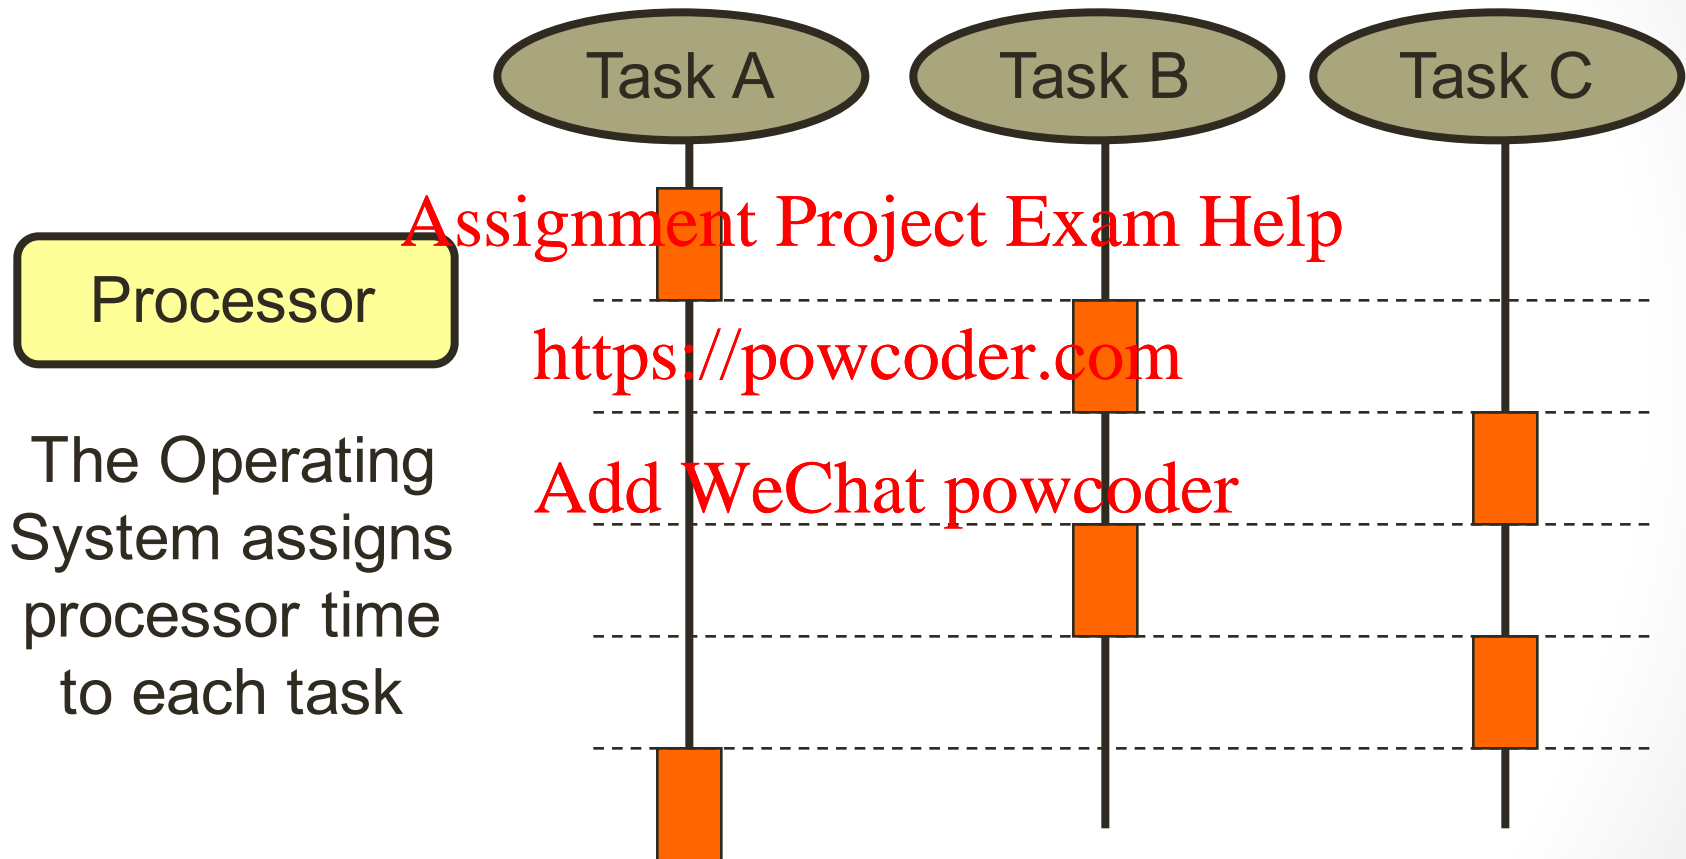 Task A
Task B
Task C
Assignment Project Exam Help
Processor
https://powcoder.com
The Operating
System assigns
processor time
to each task
Add WeChat powcoder